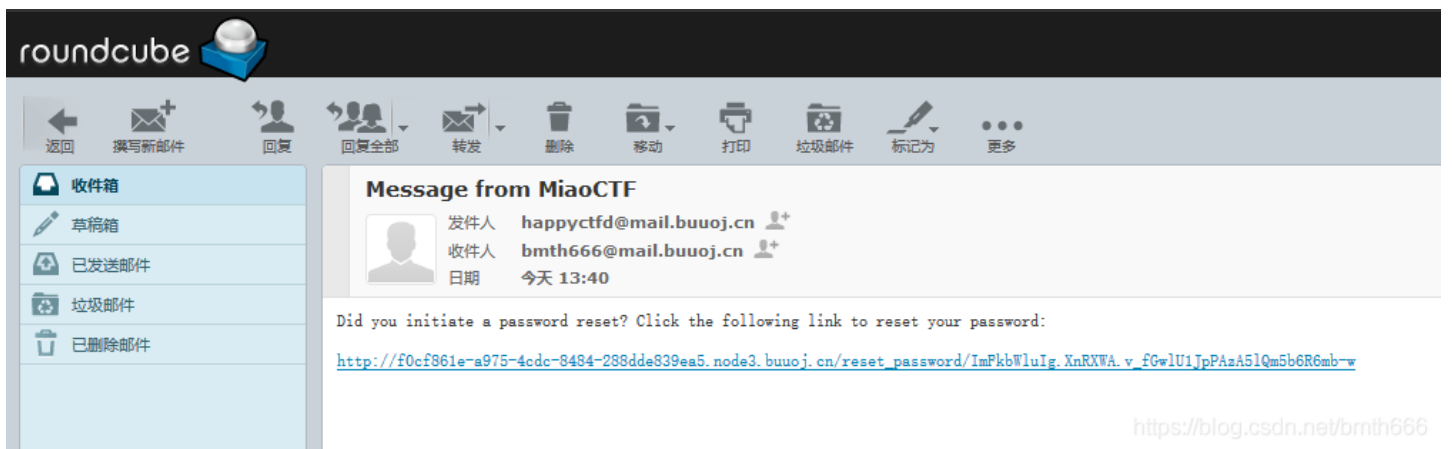 roundcube
返回 撰写新邮件 回复 回复全部 转发 删除 移动 打印 垃圾邮件 标记为 更多
收件箱
草稿箱
已发送邮件
垃圾邮件
已删除邮件
Message from MiaoCTF
发件人 happyctfd@mail.buuoj.cn
收件人 bmth666@mail.buuoj.cn
日期 今天 13:40
Did you initiate a password reset? Click the following link to reset your password:
http://f0cf861e-a975-4cdc-8484-288dde839ea5.node3.buuoj.cn/reset_password/ImFkbWluIg.XnRXWA.v_fGwlU1JpPAzA5lQm5b6R6mb-w
https://blog.csdn.net/bmth666